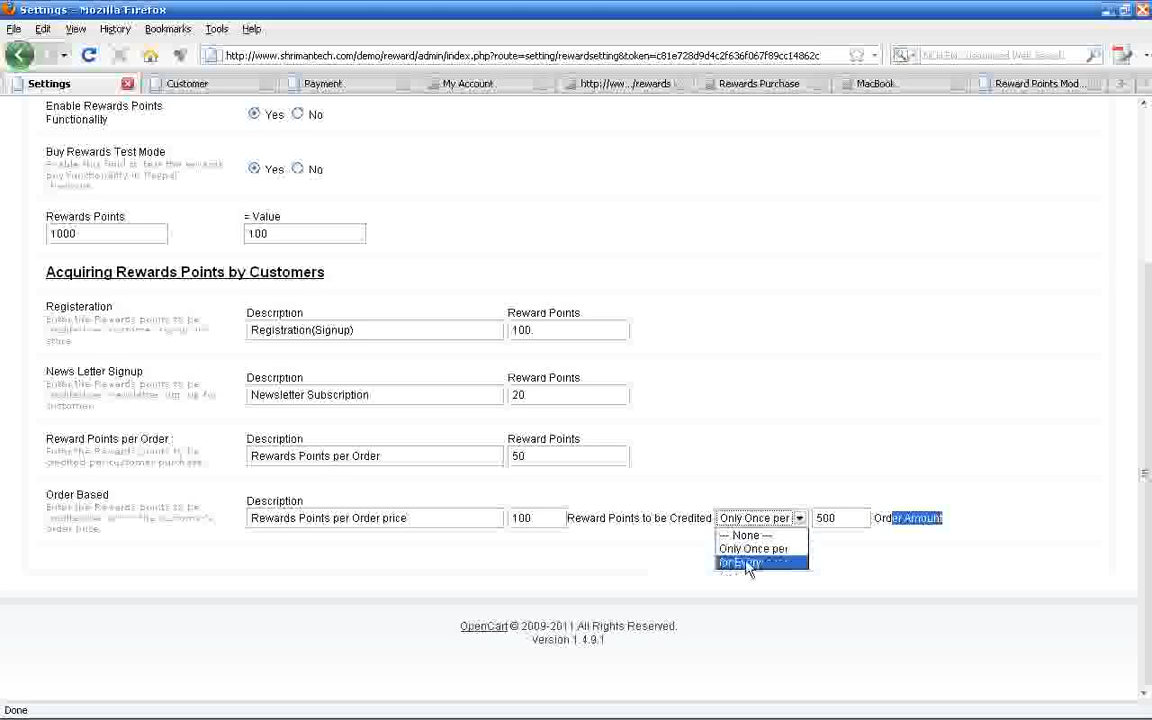 Settings - Mozilla Firefox
File Edit View History Bookmarks Tools Help
http://www.shrimantech.com/demo/reward/admin/index.php?route=setting/rewardsetting&token=c81e728d9d4c2f636f067f89cc14862c
Settings Customer Payment My Account http://ww.../rewards Rewards Purchase MacBook Reward Points Mod...
Enable Rewards Points
Functionality
Yes No
Buy Rewards Test Mode
Yes No
Rewards Points = Value
1000 100
Acquiring Rewards Points by Customers
Registeration
Description Reward Points
Registration(Signup) 100
News Letter Signup
Description Reward Points
Newsletter Subscription 20
Reward Points per Order : Description Reward Points
Rewards Points per Order 50
Order Based
Description
Rewards Points per Order price 100 Reward Points to be Credited Only Once per 500 Order Amount
--- None ---
Only Once per
for Every
OpenCart © 2009-2011 All Rights Reserved.
Version 1.4.9.1
Done